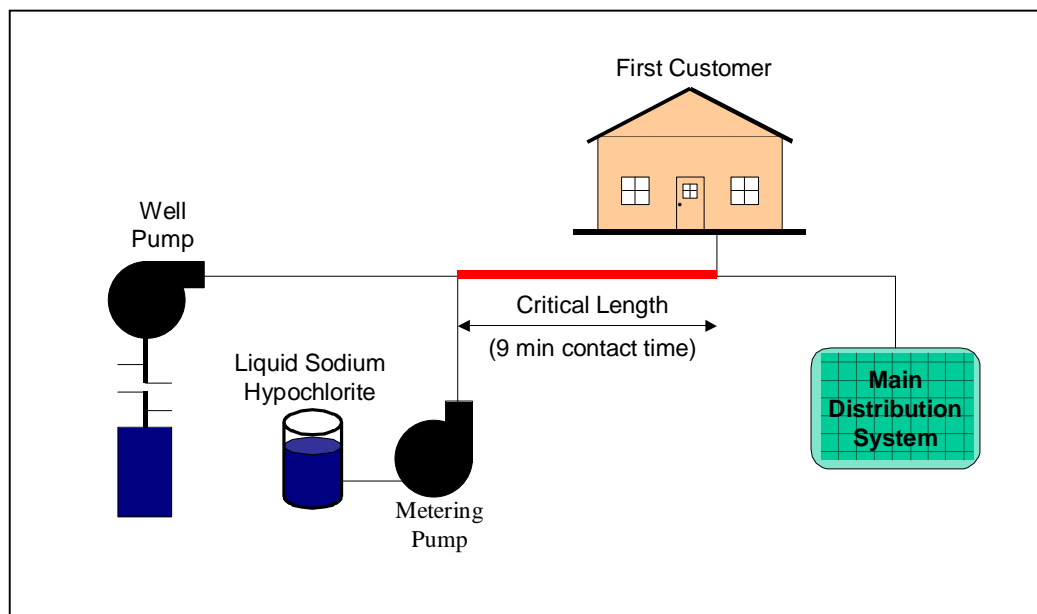 First Customer
Well
Pump
Critical Length
(9 min contact time)
Liquid Sodium
Hypochlorite
Main
Distribution
System
Metering
Pump